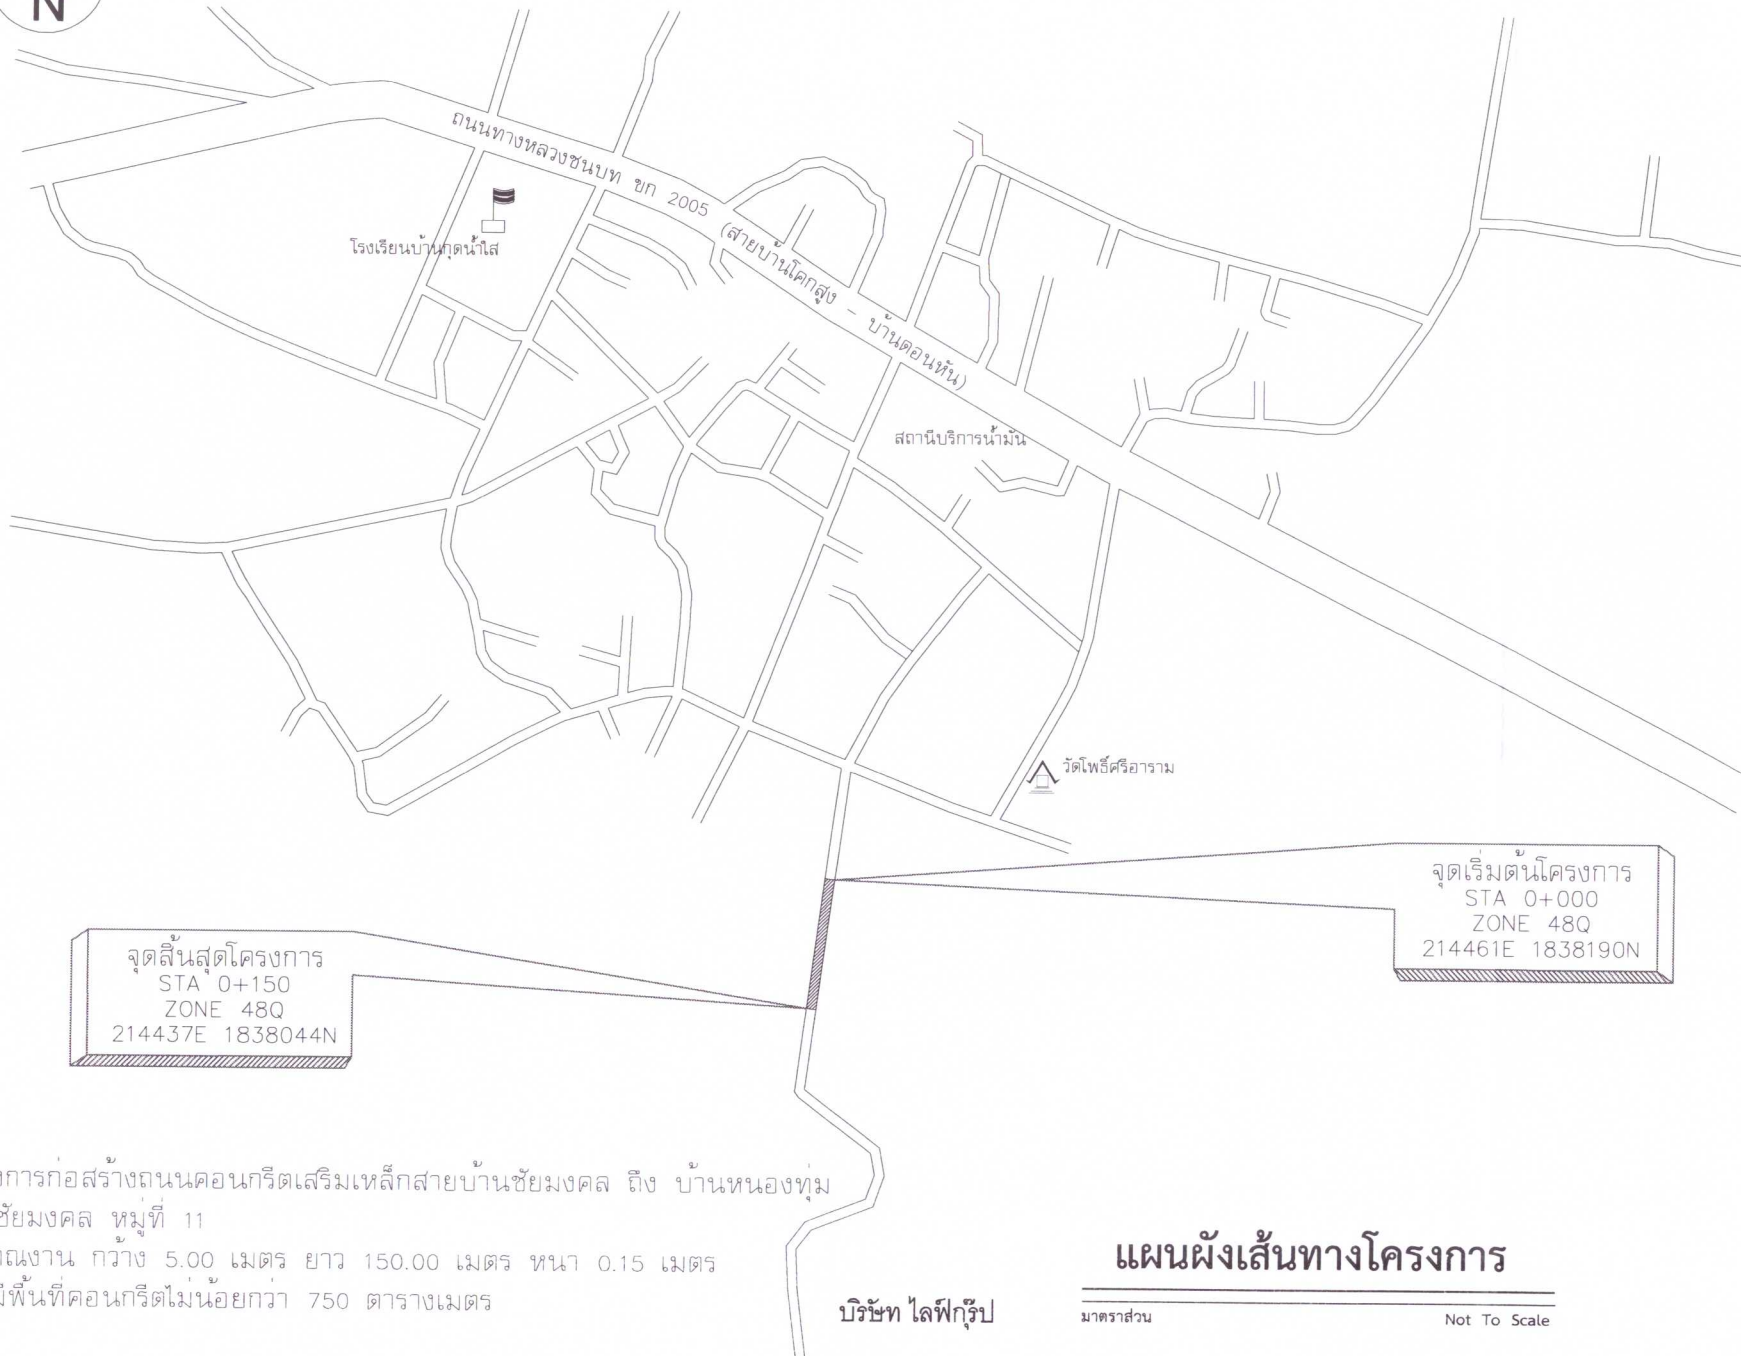 N
ถนนทางหลวงชนบท ขก 2005 (สายบ้านโคกสูง - บ้านดอนหัน)
โรงเรียนบ้านกุดน้ำใส
สถานีบริการน้ำมัน
วัดโพธิ์ศรีอาราม
จุดเริ่มต้นโครงการ
STA 0+000
ZONE 48Q
214461E 1838190N
จุดสิ้นสุดโครงการ
STA 0+150
ZONE 48Q
214437E 1838044N
การก่อสร้างถนนคอนกรีตเสริมเหล็กสายบ้านชัยมงคล ถึง บ้านหนองทุ่ม
ชัยมงคล หมู่ที่ 11
ณงาน กว้าง 5.00 เมตร ยาว 150.00 เมตร หนา 0.15 เมตร
มีพื้นที่คอนกรีตไม่น้อยกว่า 750 ตารางเมตร
บริษัท ไลฟ์กรุ๊ป
แผนผังเส้นทางโครงการ
มาตราส่วน Not To Scale